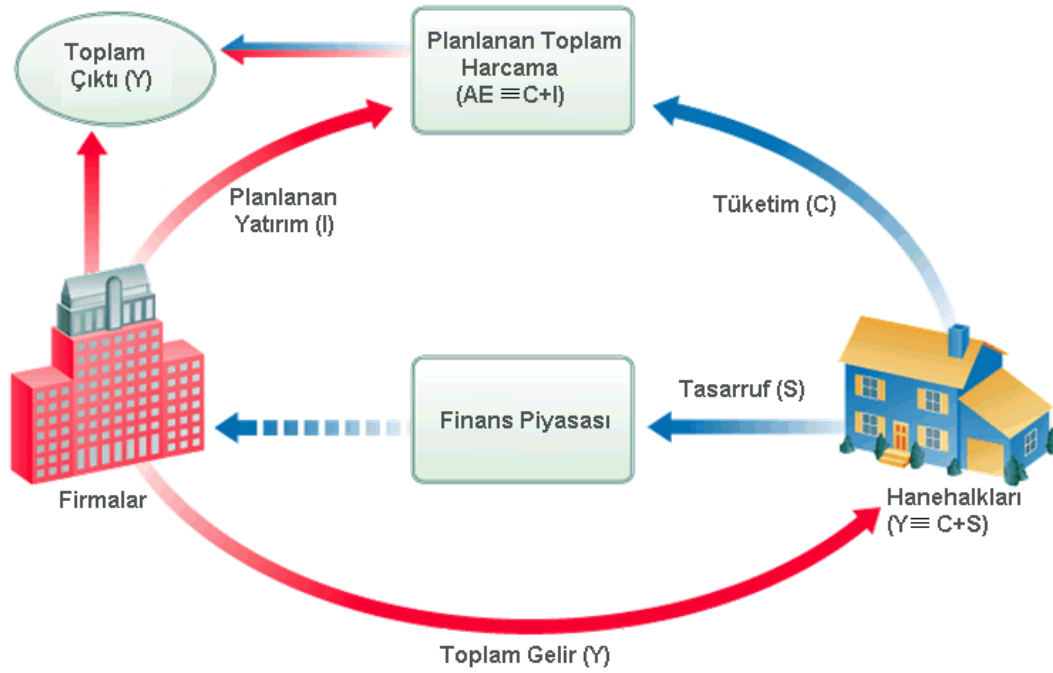 Toplam
Çıktı (Y)
Planlanan Toplam
Harcama
(AE ≡C+I)
Planlanan
Yatırım (I)
Tüketim (C)
Finans Piyasası
Tasarruf (S)
Firmalar
Hanehalkları
(Y≡ C+S)
Toplam Gelir (Y)